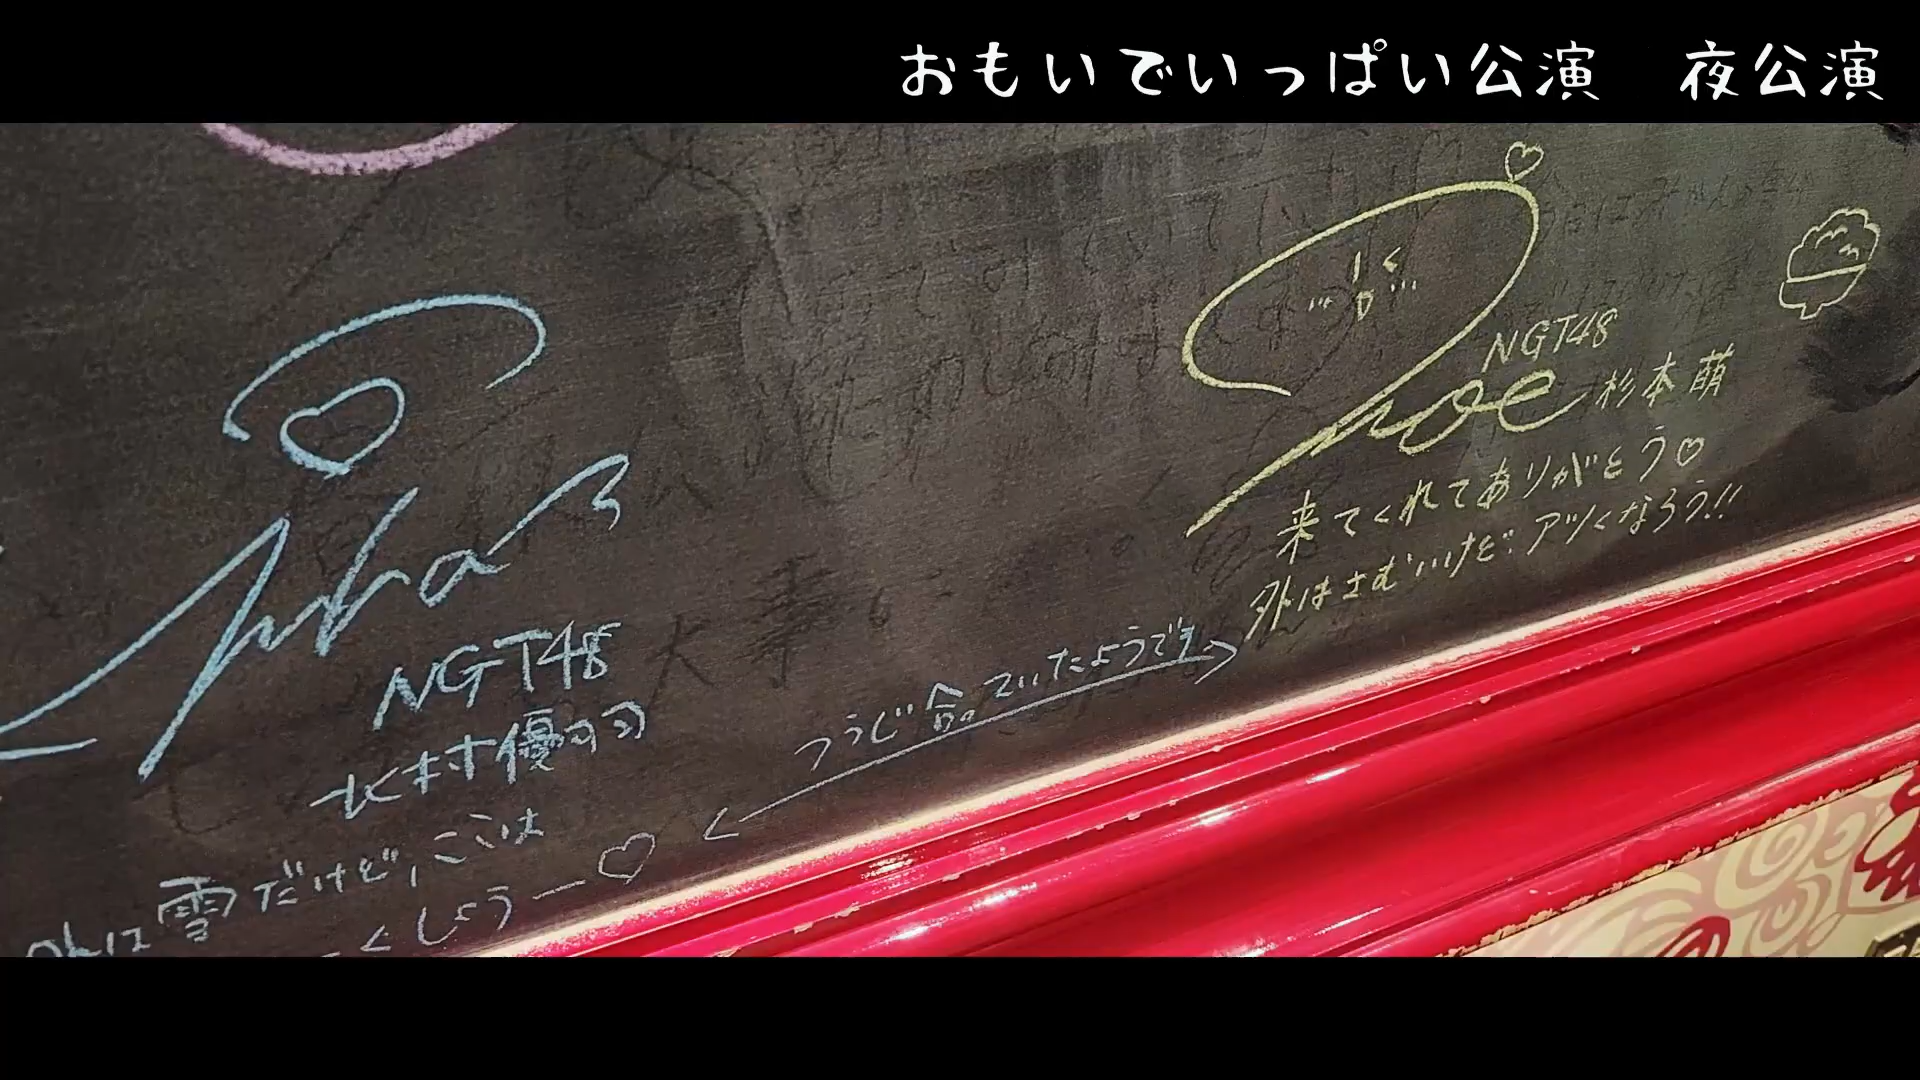 おもいでいっぱい公演　夜公演
NGT48
杉本萌
来てくれてありがとう♡
外はさむいけど アツくなろう!!
つうじ合っていたようです
NGT48
北村優羽
外は雪だけど、ここは
くしようー♡